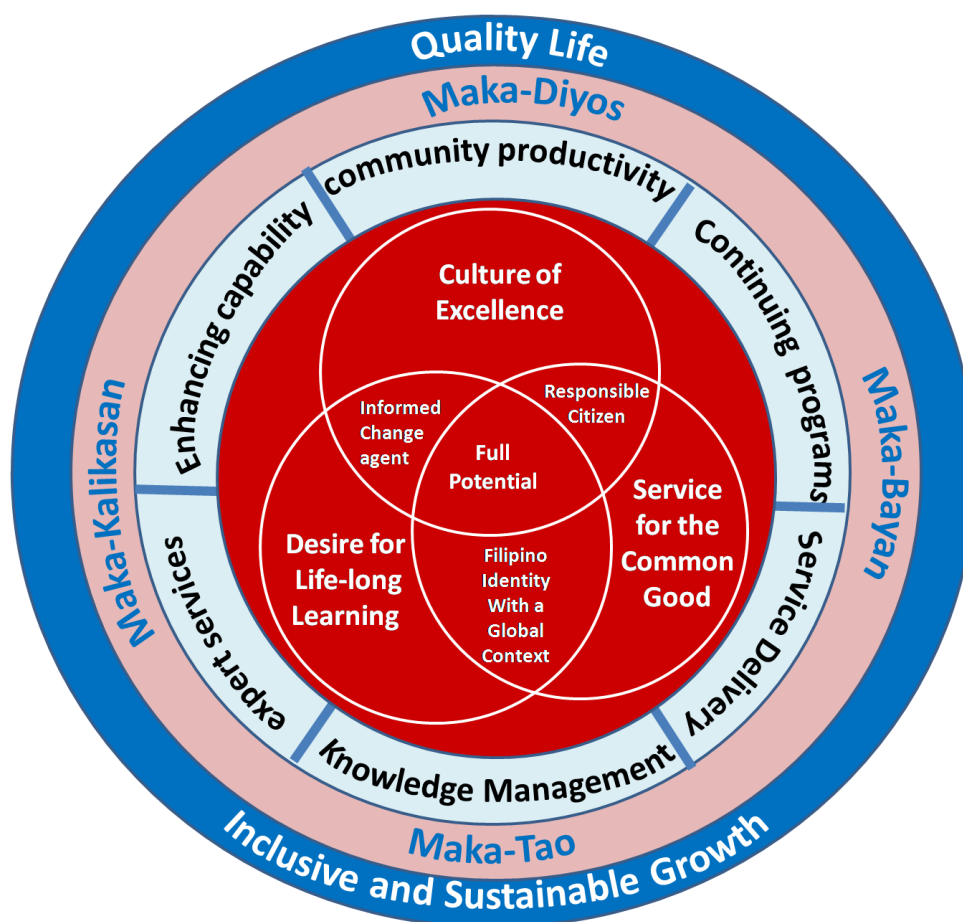 Quality Life
Maka-Diyos
community productivity
Enhancing capability
Continuing programs
Culture of
Excellence
Informed
Change
agent
Responsible
Citizen
Full
Potential
Maka-Kalikasan
Maka-Bayan
Desire for
Life-long
Learning
Service
for the
Common
Good
Filipino
Identity
With a
Global
Context
expert services
Service Delivery
Knowledge Management
Maka-Tao
Inclusive and Sustainable Growth